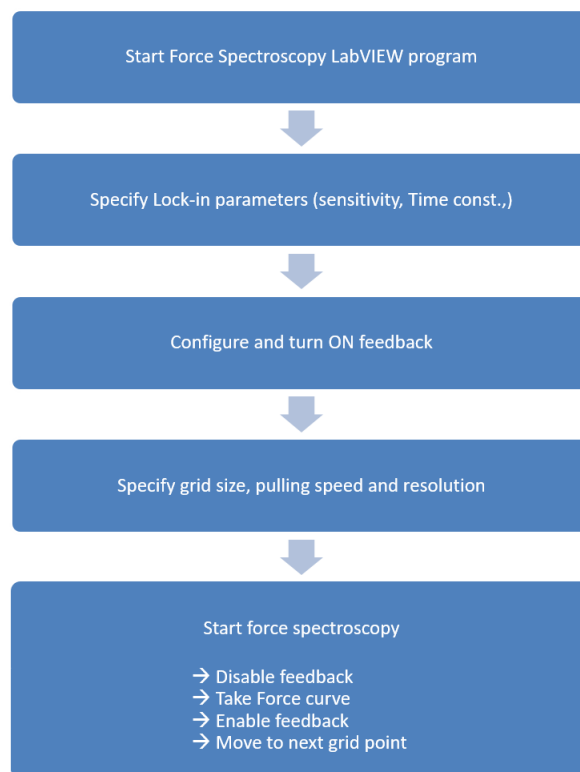 Start Force Spectroscopy LabVIEW program
Specify Lock-in parameters (sensitivity, Time const.,)
Configure and turn ON feedback
Specify grid size, pulling speed and resolution
Start force spectroscopy
→ Disable feedback
→ Take Force curve
→ Enable feedback
→ Move to next grid point